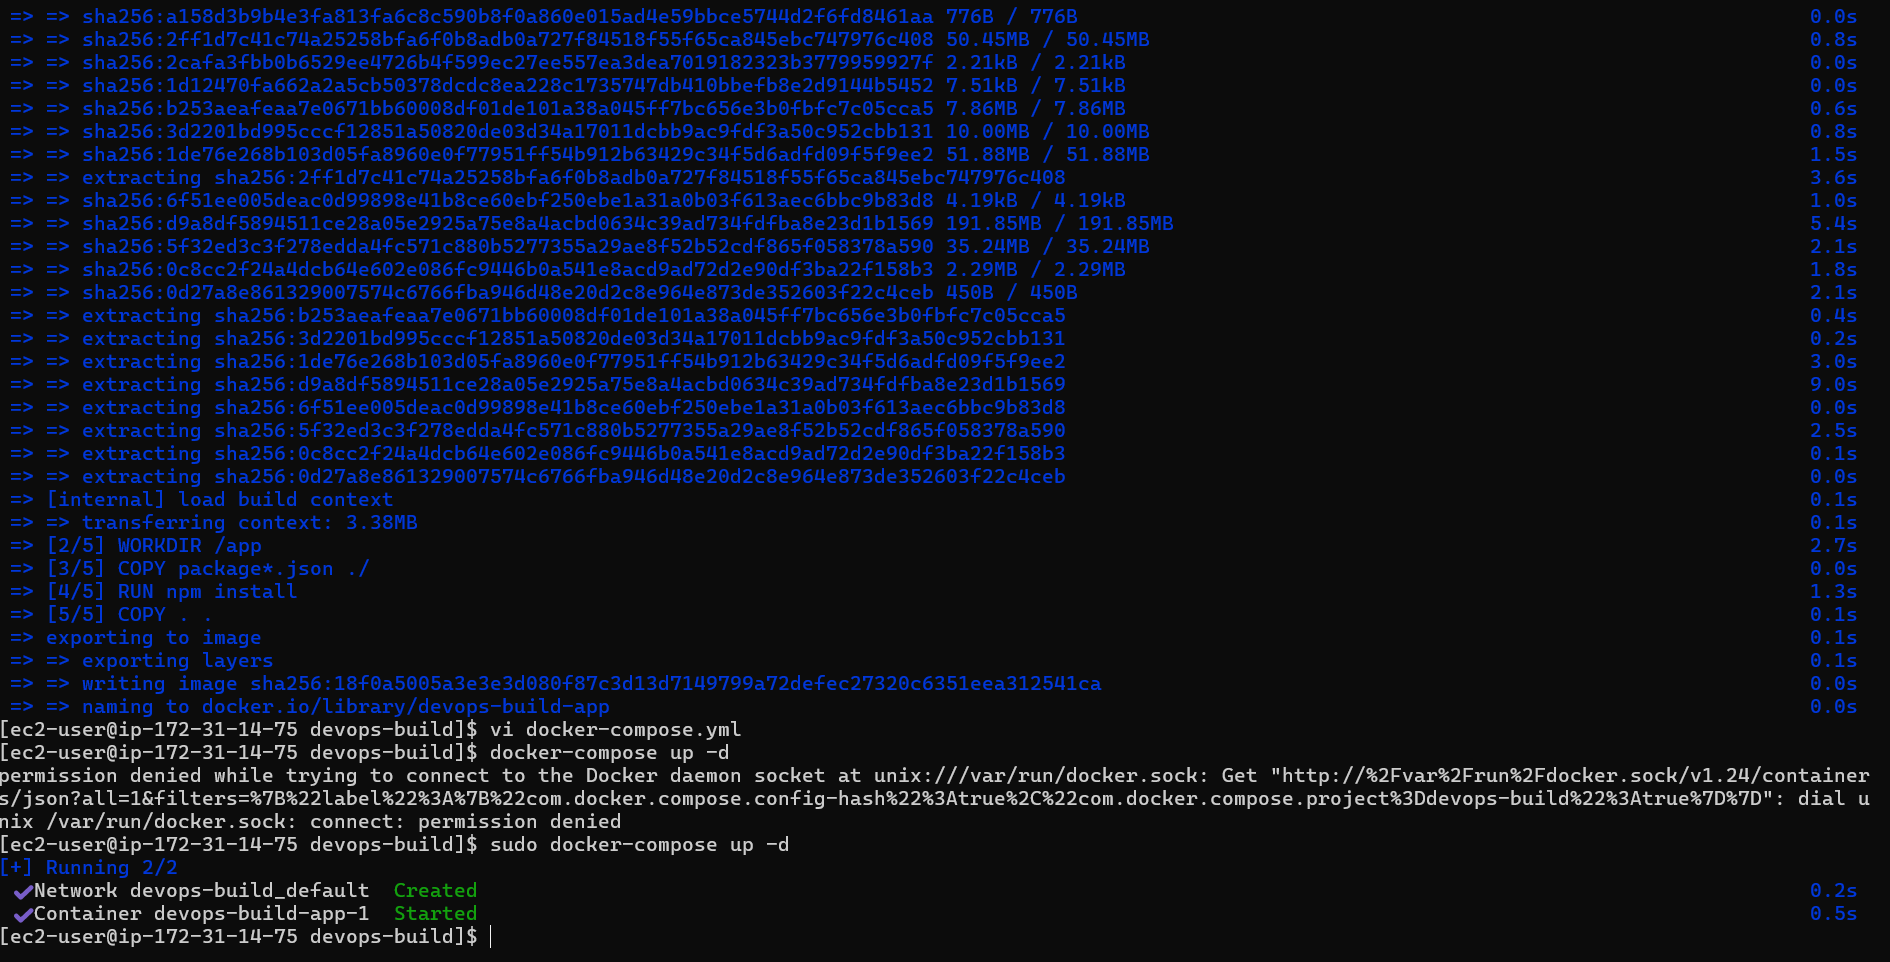 => => sha256:a158d3b9b4e3fa813fa6c8c590b8f0a860e015ad4e59bbce5744d2f6fd8461aa 776B / 776B 0.0s
=> => sha256:2ff1d7c41c74a25258bfa6f0b8adb0a727f84518f55f65ca845ebc747976c408 50.45MB / 50.45MB 0.8s
=> => sha256:2cafa3fbb0b6529ee4726b4f599ec27ee557ea3dea7019182323b3779959927f 2.21kB / 2.21kB 0.0s
=> => sha256:1d12470fa662a2a5cb50378dcdc8ea228c1735747db410bbefb8e2d9144b5452 7.51kB / 7.51kB 0.0s
=> => sha256:b253aeafeaa7e0671bb60008df01de101a38a045ff7bc656e3b0fbfc7c05cca5 7.86MB / 7.86MB 0.6s
=> => sha256:3d2201bd995cccf12851a50820de03d34a17011dcbb9ac9fdf3a50c952cbb131 10.00MB / 10.00MB 0.8s
=> => sha256:1de76e268b103d05fa8960e0f77951ff54b912b63429c34f5d6adfd09f5f9ee2 51.88MB / 51.88MB 1.5s
=> => extracting sha256:2ff1d7c41c74a25258bfa6f0b8adb0a727f84518f55f65ca845ebc747976c408 3.6s
=> => sha256:6f51ee005deac0d99898e41b8ce60ebf250ebe1a31a0b03f613aec6bbc9b83d8 4.19kB / 4.19kB 1.0s
=> => sha256:d9a8df5894511ce28a05e2925a75e8a4acbd0634c39ad734fdfba8e23d1b1569 191.85MB / 191.85MB 5.4s
=> => sha256:5f32ed3c3f278edda4fc571c880b5277355a29ae8f52b52cdf865f058378a590 35.24MB / 35.24MB 2.1s
=> => sha256:0c8cc2f24a4dcb64e602e086fc9446b0a541e8acd9ad72d2e90df3ba22f158b3 2.29MB / 2.29MB 1.8s
=> => sha256:0d27a8e861329007574c6766fba946d48e20d2c8e964e873de352603f22c4ceb 450B / 450B 2.1s
=> => extracting sha256:b253aeafeaa7e0671bb60008df01de101a38a045ff7bc656e3b0fbfc7c05cca5 0.4s
=> => extracting sha256:3d2201bd995cccf12851a50820de03d34a17011dcbb9ac9fdf3a50c952cbb131 0.2s
=> => extracting sha256:1de76e268b103d05fa8960e0f77951ff54b912b63429c34f5d6adfd09f5f9ee2 3.0s
=> => extracting sha256:d9a8df5894511ce28a05e2925a75e8a4acbd0634c39ad734fdfba8e23d1b1569 9.0s
=> => extracting sha256:6f51ee005deac0d99898e41b8ce60ebf250ebe1a31a0b03f613aec6bbc9b83d8 0.0s
=> => extracting sha256:5f32ed3c3f278edda4fc571c880b5277355a29ae8f52b52cdf865f058378a590 2.5s
=> => extracting sha256:0c8cc2f24a4dcb64e602e086fc9446b0a541e8acd9ad72d2e90df3ba22f158b3 0.1s
=> => extracting sha256:0d27a8e861329007574c6766fba946d48e20d2c8e964e873de352603f22c4ceb 0.0s
=> [internal] load build context 0.1s
=> => transferring context: 3.38MB 0.1s
=> [2/5] WORKDIR /app 2.7s
=> [3/5] COPY package*.json ./ 0.0s
=> [4/5] RUN npm install 1.3s
=> [5/5] COPY . . 0.1s
=> exporting to image 0.1s
=> => exporting layers 0.1s
=> => writing image sha256:18f0a5005a3e3e3d080f87c3d13d7149799a72defec27320c6351eea312541ca 0.0s
=> => naming to docker.io/library/devops-build-app 0.0s
[ec2-user@ip-172-31-14-75 devops-build]$ vi docker-compose.yml
[ec2-user@ip-172-31-14-75 devops-build]$ docker-compose up -d
permission denied while trying to connect to the Docker daemon socket at unix:///var/run/docker.sock: Get "http://%2Fvar%2Frun%2Fdocker.sock/v1.24/container
s/json?all=1&filters=%7B%22label%22%3A%7B%22com.docker.compose.config-hash%22%3Atrue%2C%22com.docker.compose.project%3Ddevops-build%22%3Atrue%7D%7D": dial u
nix /var/run/docker.sock: connect: permission denied
[ec2-user@ip-172-31-14-75 devops-build]$ sudo docker-compose up -d
[+] Running 2/2
✔Network devops-build_default Created 0.2s
✔Container devops-build-app-1 Started 0.5s
[ec2-user@ip-172-31-14-75 devops-build]$